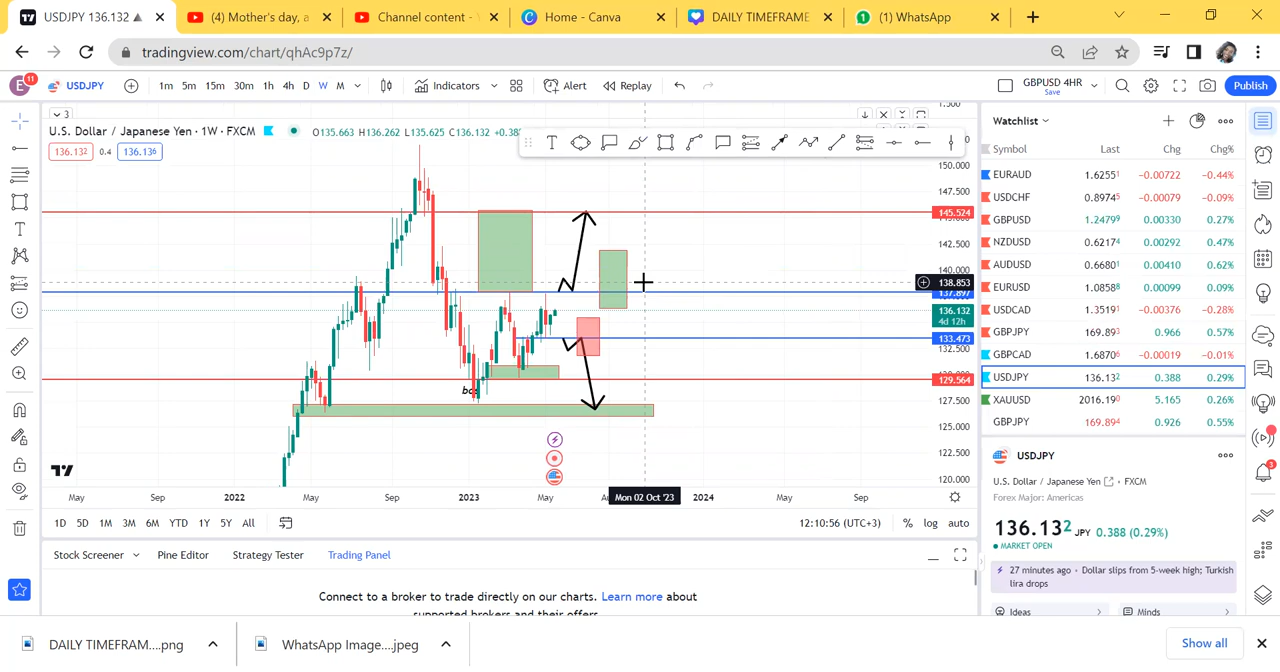 USDJPY 136.132
(4) Mother's day, a
Channel content - Y
Home - Canva
DAILY TIMEFRAME
(1) WhatsApp
tradingview.com/chart/qhAc9p7z/
E 11
USDJPY
1m 5m 15m 30m 1h 4h D W M
Indicators
Alert
Replay
GBPUSD 4HR
Save
Publish
3
U.S. Dollar / Japanese Yen · 1W · FXCM
O135.663 H136.262 L135.625 C136.132
136.132 0.4 136.136
150.000
147.500
145.524
142.500
140.000
138.853
137.897
136.132
4d 12h
133.473
132.500
129.564
127.500
125.000
122.500
120.000
May Sep 2022 May Sep 2023 May Mon 02 Oct '23 2024 May Sep
1D 5D 1M 3M 6M YTD 1Y 5Y All
12:10:56 (UTC+3)
% log auto
Stock Screener
Pine Editor
Strategy Tester
Trading Panel
Connect to a broker to trade directly on our charts. Learn more about
supported brokers and their offers.
Watchlist
Symbol Last Chg Chg%
EURAUD 1.6255¹ −0.00722 −0.44%
USDCHF 0.8974⁵ −0.00079 −0.09%
GBPUSD 1.2479⁹ 0.00330 0.27%
NZDUSD 0.6217⁴ 0.00292 0.47%
AUDUSD 0.6680¹ 0.00410 0.62%
EURUSD 1.0858⁸ 0.00099 0.09%
USDCAD 1.3519¹ −0.00376 −0.28%
GBPJPY 169.89³ 0.966 0.57%
GBPCAD 1.6870⁶ −0.00019 −0.01%
USDJPY 136.13² 0.388 0.29%
XAUUSD 2016.19⁰ 5.165 0.26%
GBPJPY 169.89⁴ 0.926 0.55%
USDJPY
U.S. Dollar / Japanese Yen FXCM
Forex Major: Americas
136.13² JPY 0.388 (0.29%)
MARKET OPEN
27 minutes ago • Dollar slips from 5-week high; Turkish
lira drops
Ideas
Minds
3
DAILY TIMEFRAM....png
WhatsApp Image....jpeg
Show all